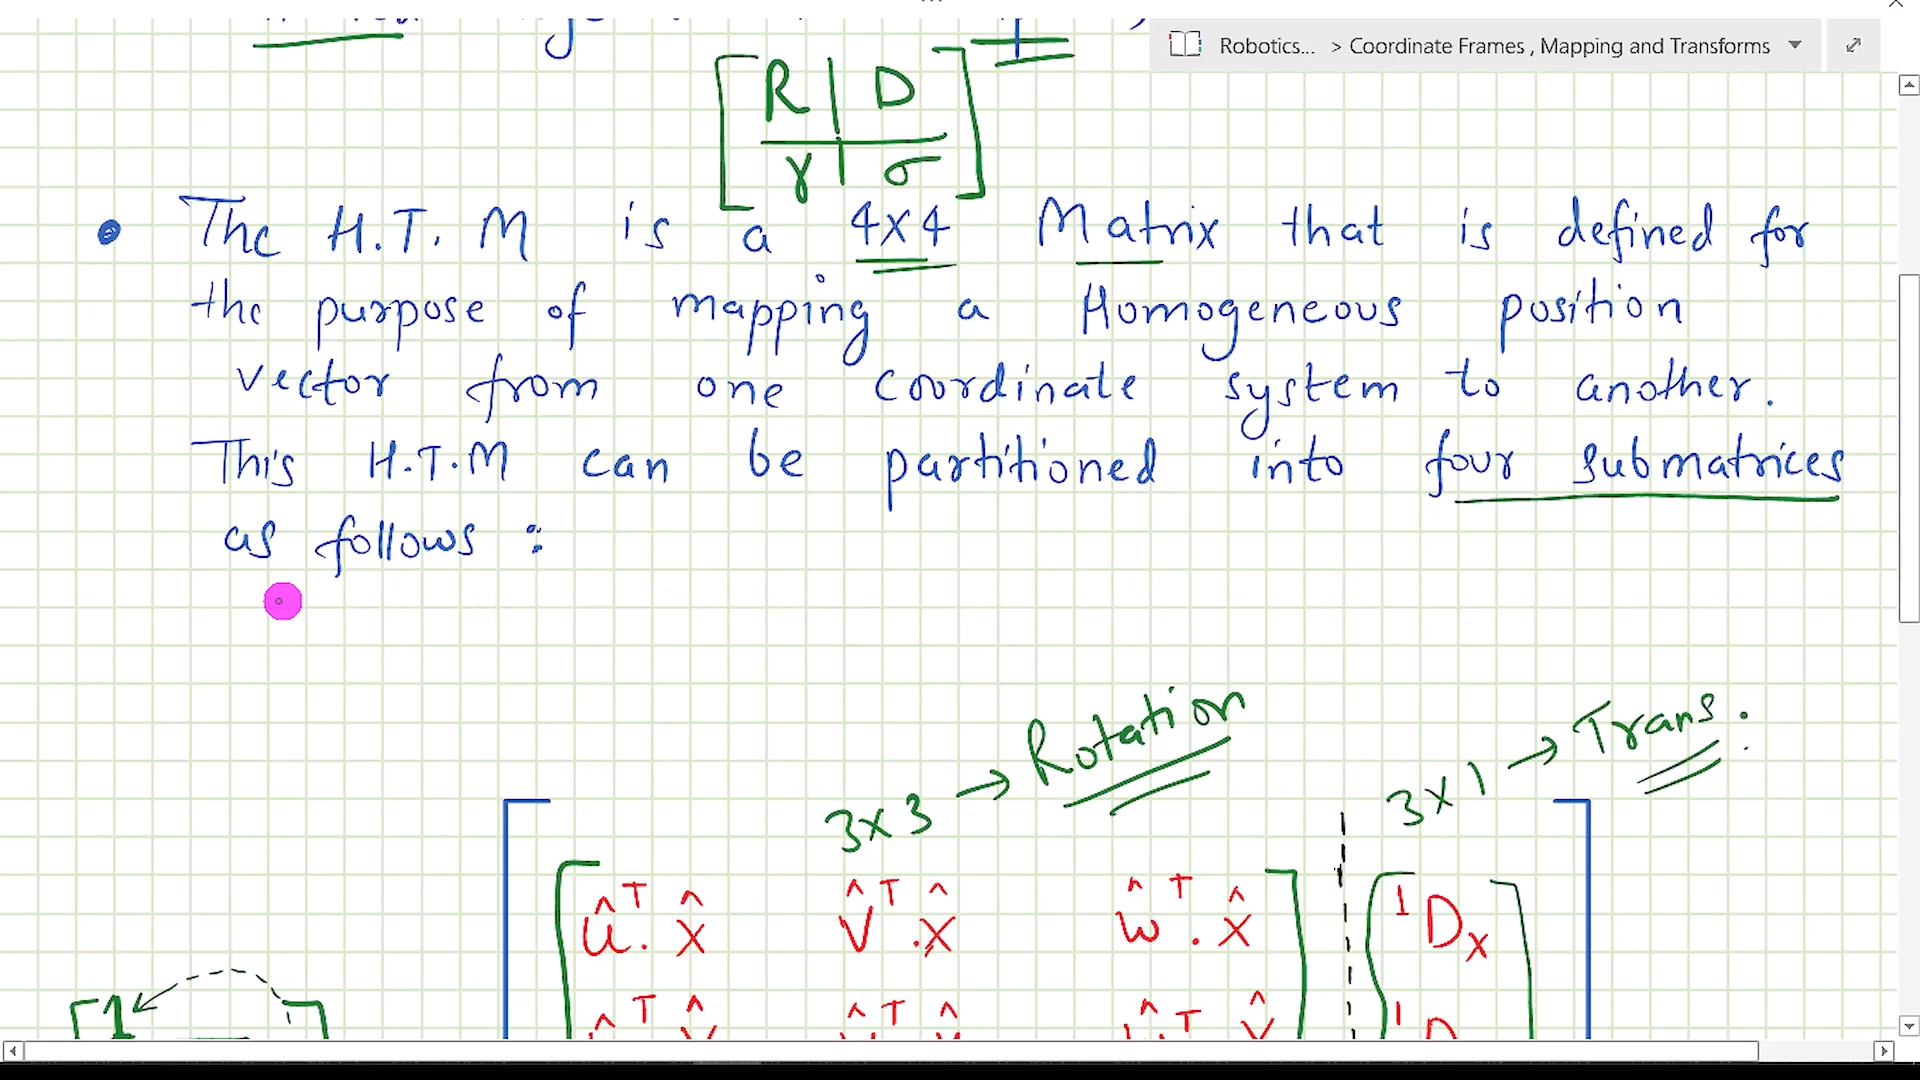 Robotics... > Coordinate Frames , Mapping and Transforms
R | D
γ | σ
• The H.T.M is a 4x4 Matrix that is defined for
the purpose of mapping a Homogeneous position
vector from one coordinate system to another.
This H.T.M can be partitioned into four submatrices
as follows :
3x3 → Rotation 3x1 → Trans.
û^T . x̂ v̂^T . x̂ ŵ^T . x̂ ¹Dx
1